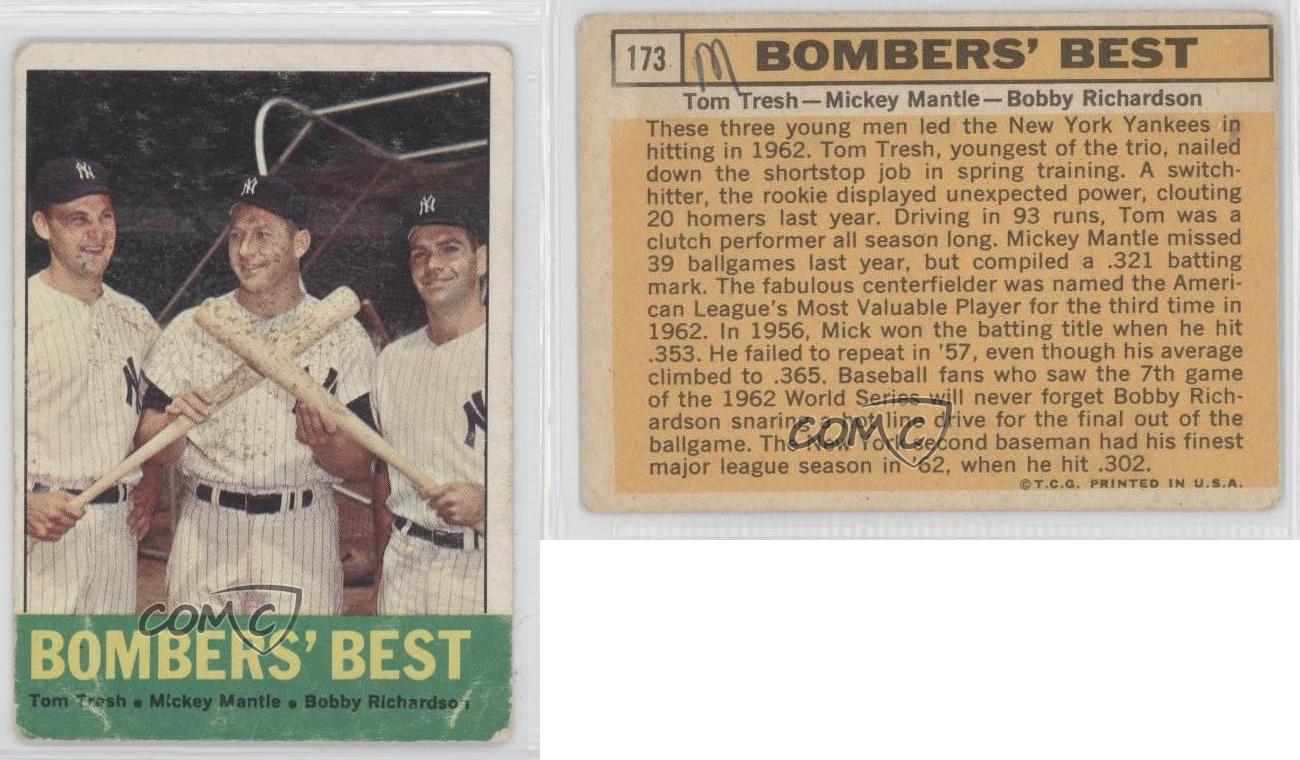 BOMBERS' BEST
Tom Tresh • Mickey Mantle • Bobby Richardson
COMC
173
M
BOMBERS' BEST
Tom Tresh—Mickey Mantle—Bobby Richardson
These three young men led the New York Yankees in
hitting in 1962. Tom Tresh, youngest of the trio, nailed
down the shortstop job in spring training. A switch-
hitter, the rookie displayed unexpected power, clouting
20 homers last year. Driving in 93 runs, Tom was a
clutch performer all season long. Mickey Mantle missed
39 ballgames last year, but compiled a .321 batting
mark. The fabulous centerfielder was named the Ameri-
can League's Most Valuable Player for the third time in
1962. In 1956, Mick won the batting title when he hit
.353. He failed to repeat in '57, even though his average
climbed to .365. Baseball fans who saw the 7th game
of the 1962 World Series will never forget Bobby Rich-
ardson snaring a hot line drive for the final out of the
ballgame. The New York second baseman had his finest
major league season in '62, when he hit .302.
©T.C.G. PRINTED IN U.S.A.
COMC
NY
NY
NY